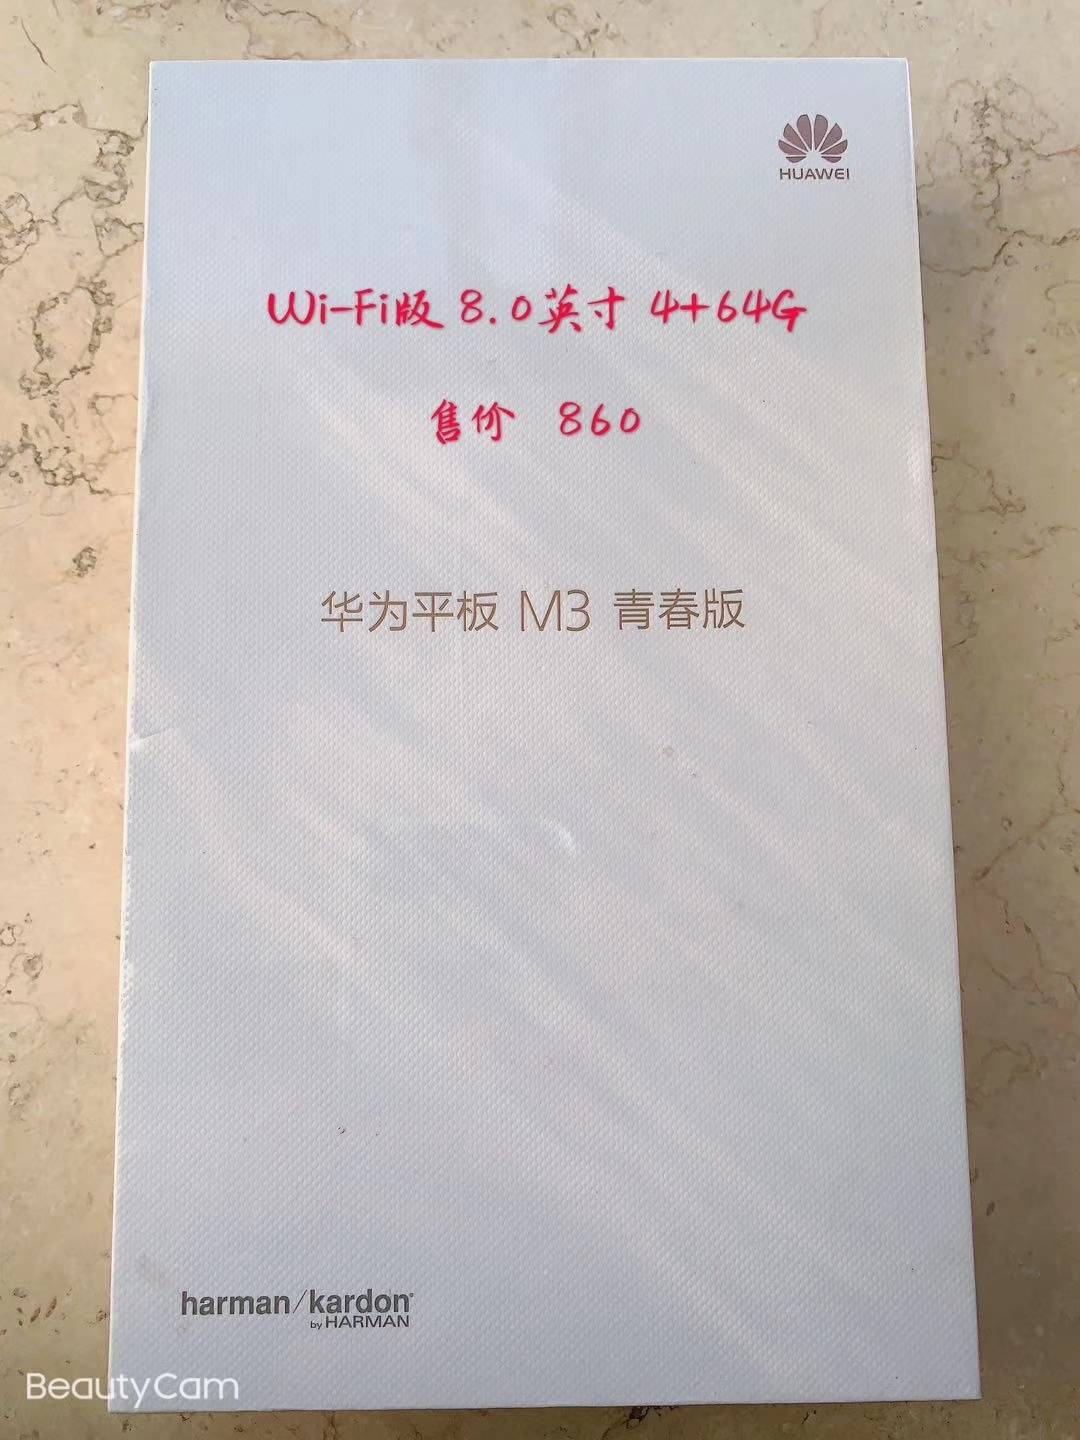 HUAWEI
Wi-Fi版 8.0英寸 4+64G
售价 860
华为平板 M3 青春版
harman/kardon®
by HARMAN
BeautyCam